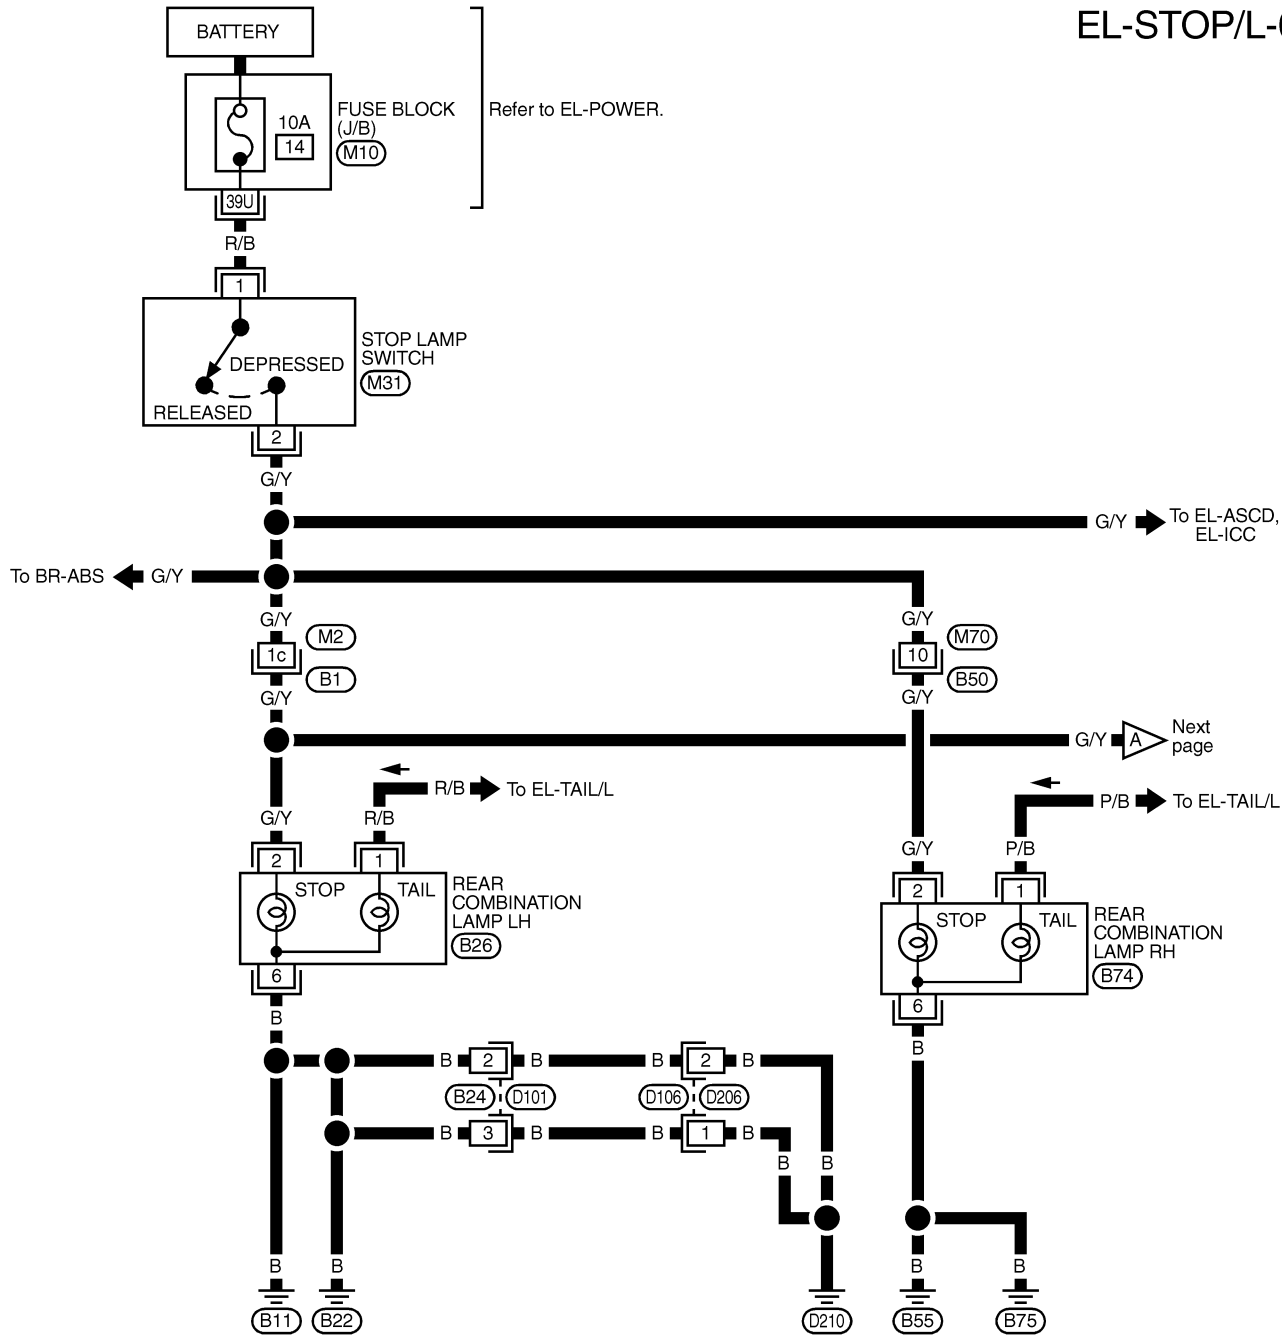 EL-STOP/L-
BATTERY
10A
14
FUSE BLOCK
(J/B)
M10
Refer to EL-POWER.
39U
R/B
1
STOP LAMP
SWITCH
M31
DEPRESSED
RELEASED
2
G/Y
G/Y
To EL-ASCD,
EL-ICC
To BR-ABS
G/Y
G/Y
G/Y
M2
1c
B1
M70
10
B50
G/Y
G/Y
G/Y
A
Next
page
R/B
To EL-TAIL/L
P/B
To EL-TAIL/L
G/Y
R/B
G/Y
P/B
2
1
STOP
TAIL
REAR
COMBINATION
LAMP LH
B26
2
1
STOP
TAIL
REAR
COMBINATION
LAMP RH
B74
6
B
6
B
B
2
B
B
2
B
B24
D101
D106
D206
B
3
B
B
1
B
B
B
B
B
B
B
B11
B22
D210
B55
B75